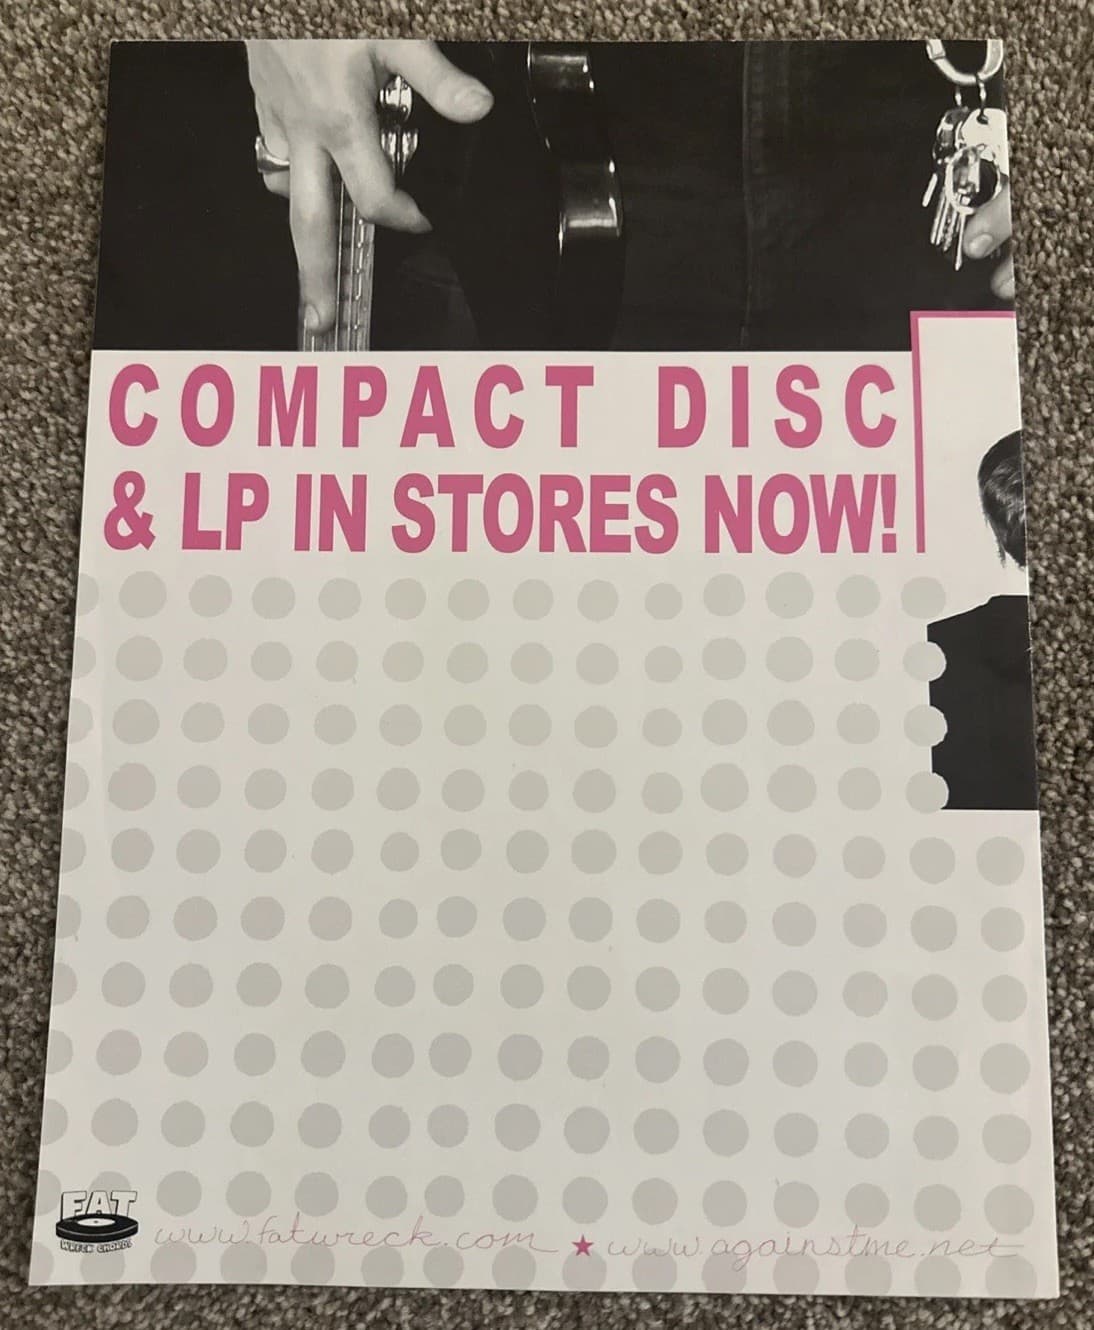 COMPACT DISC
& LP IN STORES NOW!
FAT
WRECK CHORDS
www.fatwreck.com ★ www.againstme.net